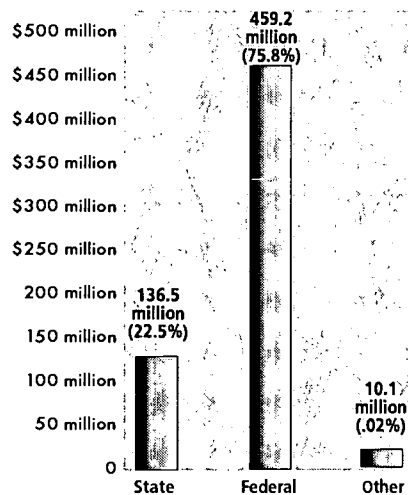 $500 million
$450 million
$400 million
$350 million
$300 million
$250 million
200 million
150 million
100 million
50 million
0
136.5
million
(22.5%)
459.2
million
(75.8%)
10.1
million
(.02%)
State
Federal
Other